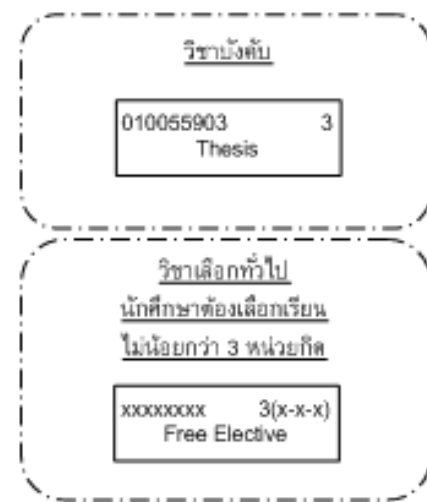 วิชาบังคับ
010055903 3
Thesis
วิชาเลือกทั่วไป
นักศึกษาต้องเลือกเรียน
ไม่น้อยกว่า 3 หน่วยกิต
xxxxxxxx 3(x-x-x)
Free Elective